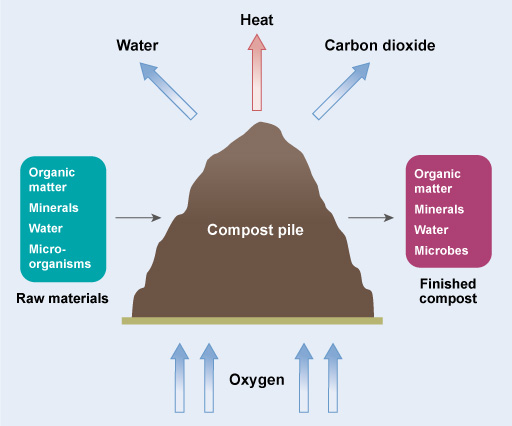 Heat
Water
Carbon dioxide
Organic
matter
Minerals
Water
Micro-
organisms
Raw materials
Compost pile
Organic
matter
Minerals
Water
Microbes
Finished
compost
Oxygen